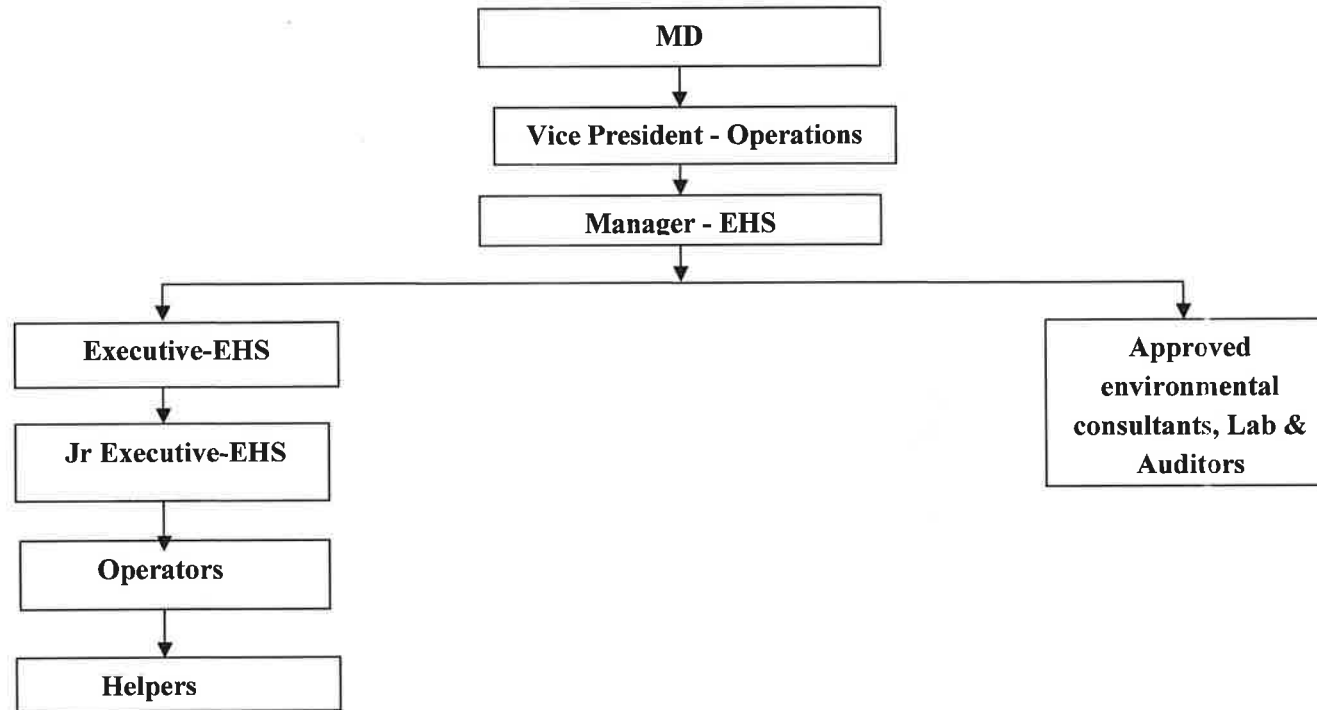 MD
Vice President - Operations
Manager - EHS
Executive-EHS
Jr Executive-EHS
Operators
Helpers
Approved
environmental
consultants, Lab &
Auditors